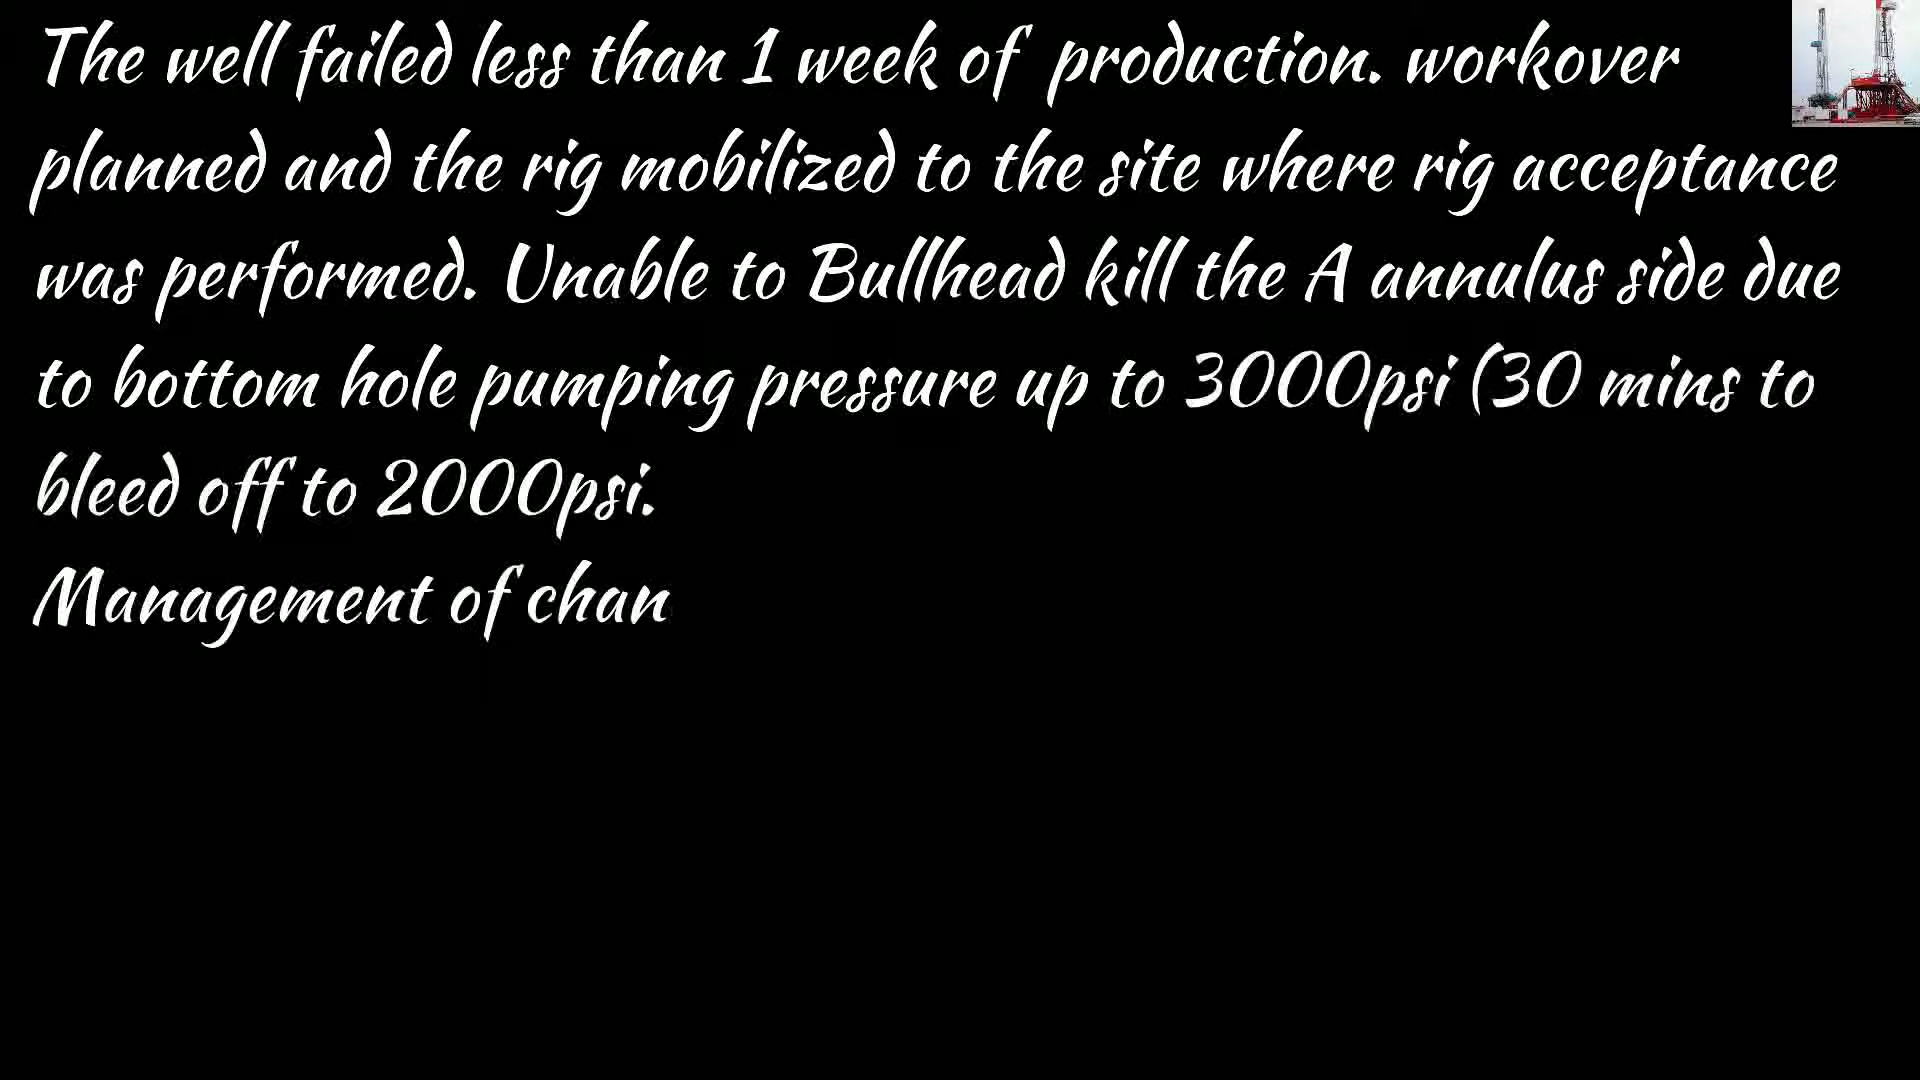 The well failed less than 1 week of production. workover
planned and the rig mobilized to the site where rig acceptance
was performed. Unable to Bullhead kill the A annulus side due
to bottom hole pumping pressure up to 3000psi (30 mins to
bleed off to 2000psi.
Management of chan